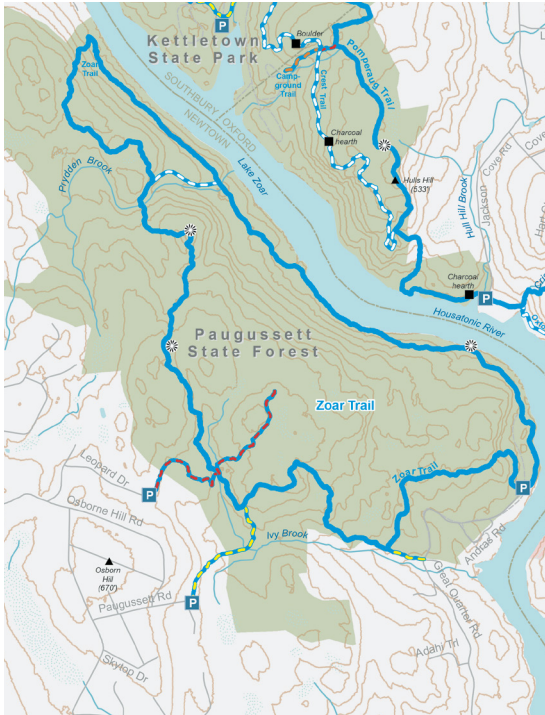 P
Kettletown
State Park
Boulder
Camp-
ground
Trail
Crest Trail
Pomperaug Trail
Zoar
Trail
SOUTHBURY
OXFORD
NEWTOWN
Charcoal
hearth
Hulls Hill
(533')
Cove Rd
Jackson
Hull Hill Brook
Prydden Brook
Lake Zoar
Charcoal
hearth
P
Housatonic River
Paugussett
State Forest
Zoar Trail
Zoar Trail
Leopard Dr
P
Osborne Hill Rd
P
Andras Rd
Ivy Brook
Osborn
Hill
(670')
Paugussett Rd
P
Great Quarter Rd
Adahi Trl
Skytop Dr